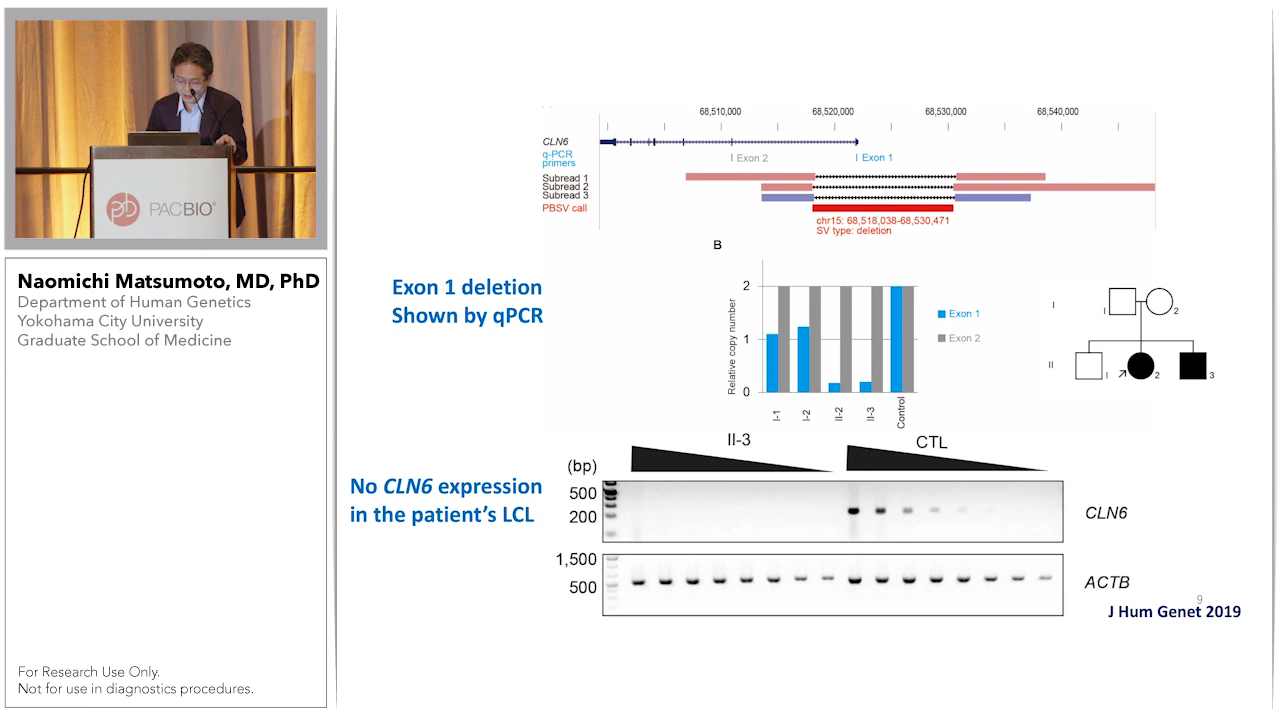 PACBIO®
Naomichi Matsumoto, MD, PhD
Department of Human Genetics
Yokohama City University
Graduate School of Medicine
For Research Use Only.
Not for use in diagnostics procedures.
68,510,000 68,520,000 68,530,000 68,540,000
CLN6
q-PCR
primers
Exon 2 Exon 1
Subread 1
Subread 2
Subread 3
PBSV call
chr15: 68,518,038-68,530,471
SV type: deletion
B
Exon 1 deletion
Shown by qPCR
Relative copy number
2
1
0
I-1 I-2 II-2 II-3 Control
Exon 1
Exon 2
I
1 2
II
1 2 3
No CLN6 expression
in the patient's LCL
II-3 CTL
(bp)
500
200
CLN6
1,500
500
ACTB
9
J Hum Genet 2019